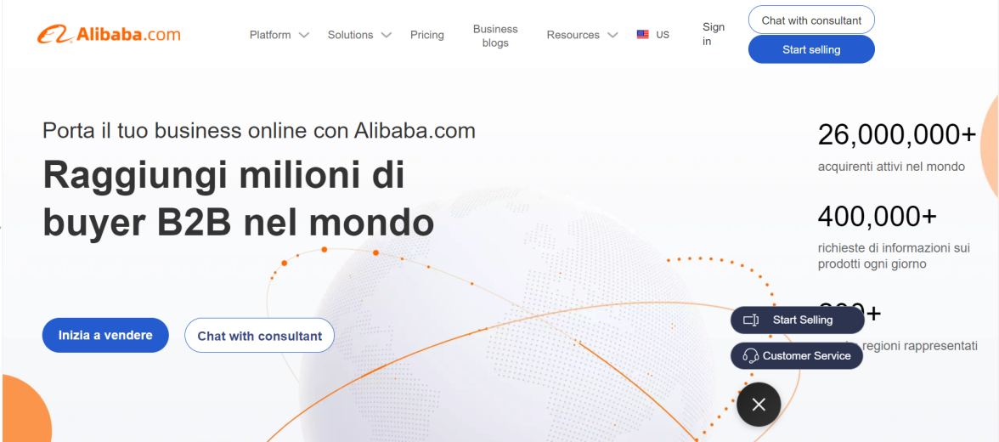 Alibaba.com
Platform
Solutions
Pricing
Business
blogs
Resources
US
Sign
in
Chat with consultant
Start selling
Porta il tuo business online con Alibaba.com
Raggiungi milioni di
buyer B2B nel mondo
Inizia a vendere
Chat with consultant
26,000,000+
acquirenti attivi nel mondo
400,000+
richieste di informazioni sui
prodotti ogni giorno
regioni rappresentati
Start Selling
Customer Service